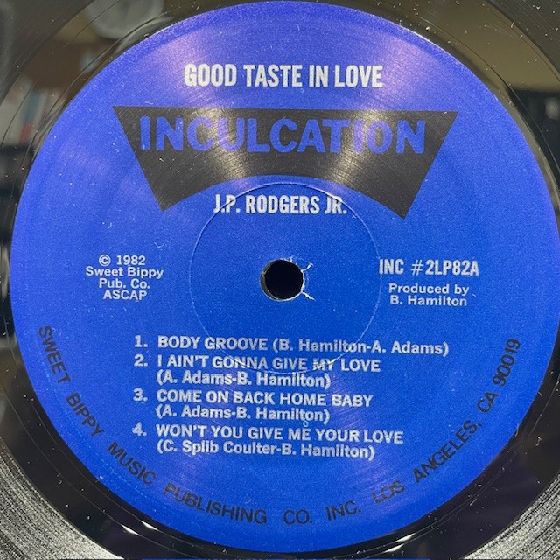 GOOD TASTE IN LOVE
INCULCATION
J.P. RODGERS JR.
© 1982
Sweet Bippy
Pub. Co.
ASCAP
INC #2LP82A
Produced by
B. Hamilton
1. BODY GROOVE (B. Hamilton-A. Adams)
2. I AIN'T GONNA GIVE MY LOVE
(A. Adams-B. Hamilton)
3. COME ON BACK HOME BABY
(A. Adams-B. Hamilton)
4. WON'T YOU GIVE ME YOUR LOVE
(C. Splib Coulter-B. Hamilton)
SWEET BIPPY MUSIC PUBLISHING CO. INC. LOS ANGELES, CA 90019